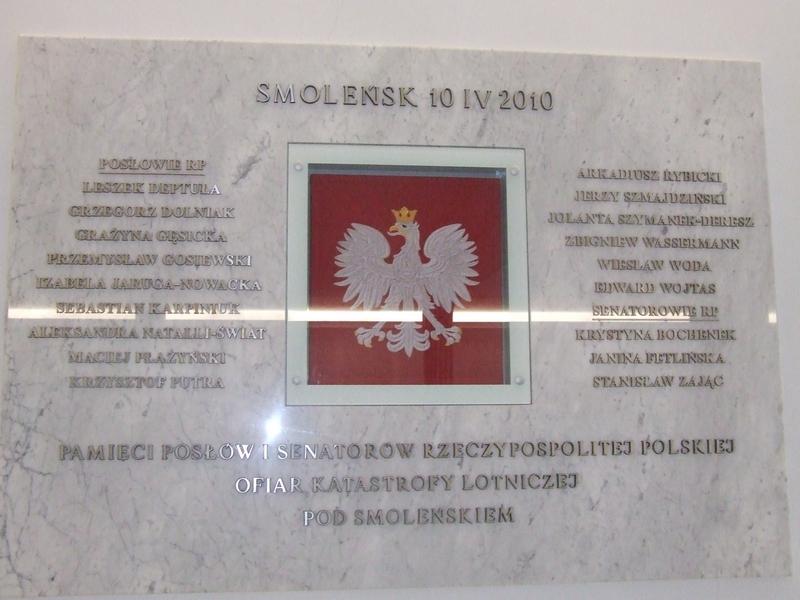 SMOLEŃSK 10 IV 2010
POSŁOWIE RP
LESZEK DEPTUŁA
GRZEGORZ DOLNIAK
GRAŻYNA GĘSICKA
PRZEMYSŁAW GOSIEWSKI
IZABELA JARUGA-NOWACKA
SEBASTIAN KARPINIUK
ALEKSANDRA NATALLI-ŚWIAT
MACIEJ PŁAŻYŃSKI
KRZYSZTOF PUTRA
ARKADIUSZ RYBICKI
JERZY SZMAJDZIŃSKI
JOLANTA SZYMANEK-DERESZ
ZBIGNIEW WASSERMANN
WIESŁAW WODA
EDWARD WOJTAS
SENATOROWIE RP
KRYSTYNA BOCHENEK
JANINA FETLIŃSKA
STANISŁAW ZAJĄC
PAMIĘCI POSŁÓW I SENATORÓW RZECZYPOSPOLITEJ POLSKIEJ
OFIAR KATASTROFY LOTNICZEJ
POD SMOLEŃSKIEM